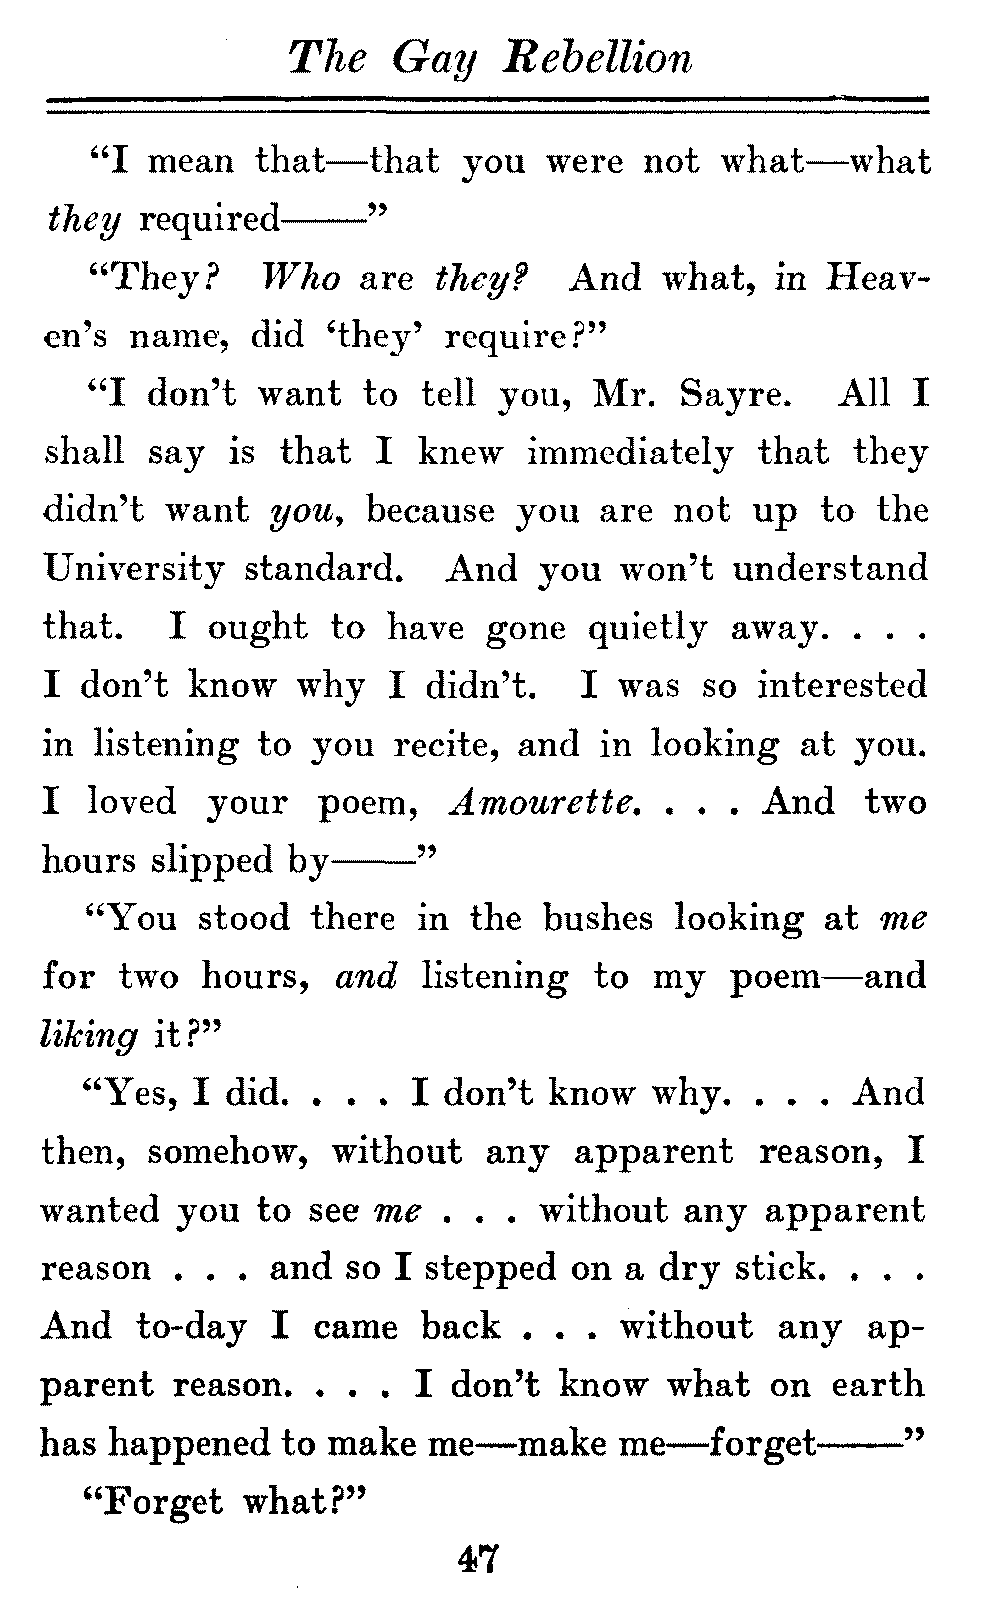 The Gay Rebellion
“I mean that—that you were not what—what
they required——”
“They? Who are they? And what, in Heav-
en’s name, did ‘they’ require?”
“I don’t want to tell you, Mr. Sayre. All I
shall say is that I knew immediately that they
didn’t want you, because you are not up to the
University standard. And you won’t understand
that. I ought to have gone quietly away. . . .
I don’t know why I didn’t. I was so interested
in listening to you recite, and in looking at you.
I loved your poem, Amourette. . . . And two
hours slipped by——”
“You stood there in the bushes looking at me
for two hours, and listening to my poem—and
liking it?”
“Yes, I did. . . . I don’t know why. . . . And
then, somehow, without any apparent reason, I
wanted you to see me . . . without any apparent
reason . . . and so I stepped on a dry stick. . . .
And to-day I came back . . . without any ap-
parent reason. . . . I don’t know what on earth
has happened to make me—make me—forget——”
“Forget what?”
47